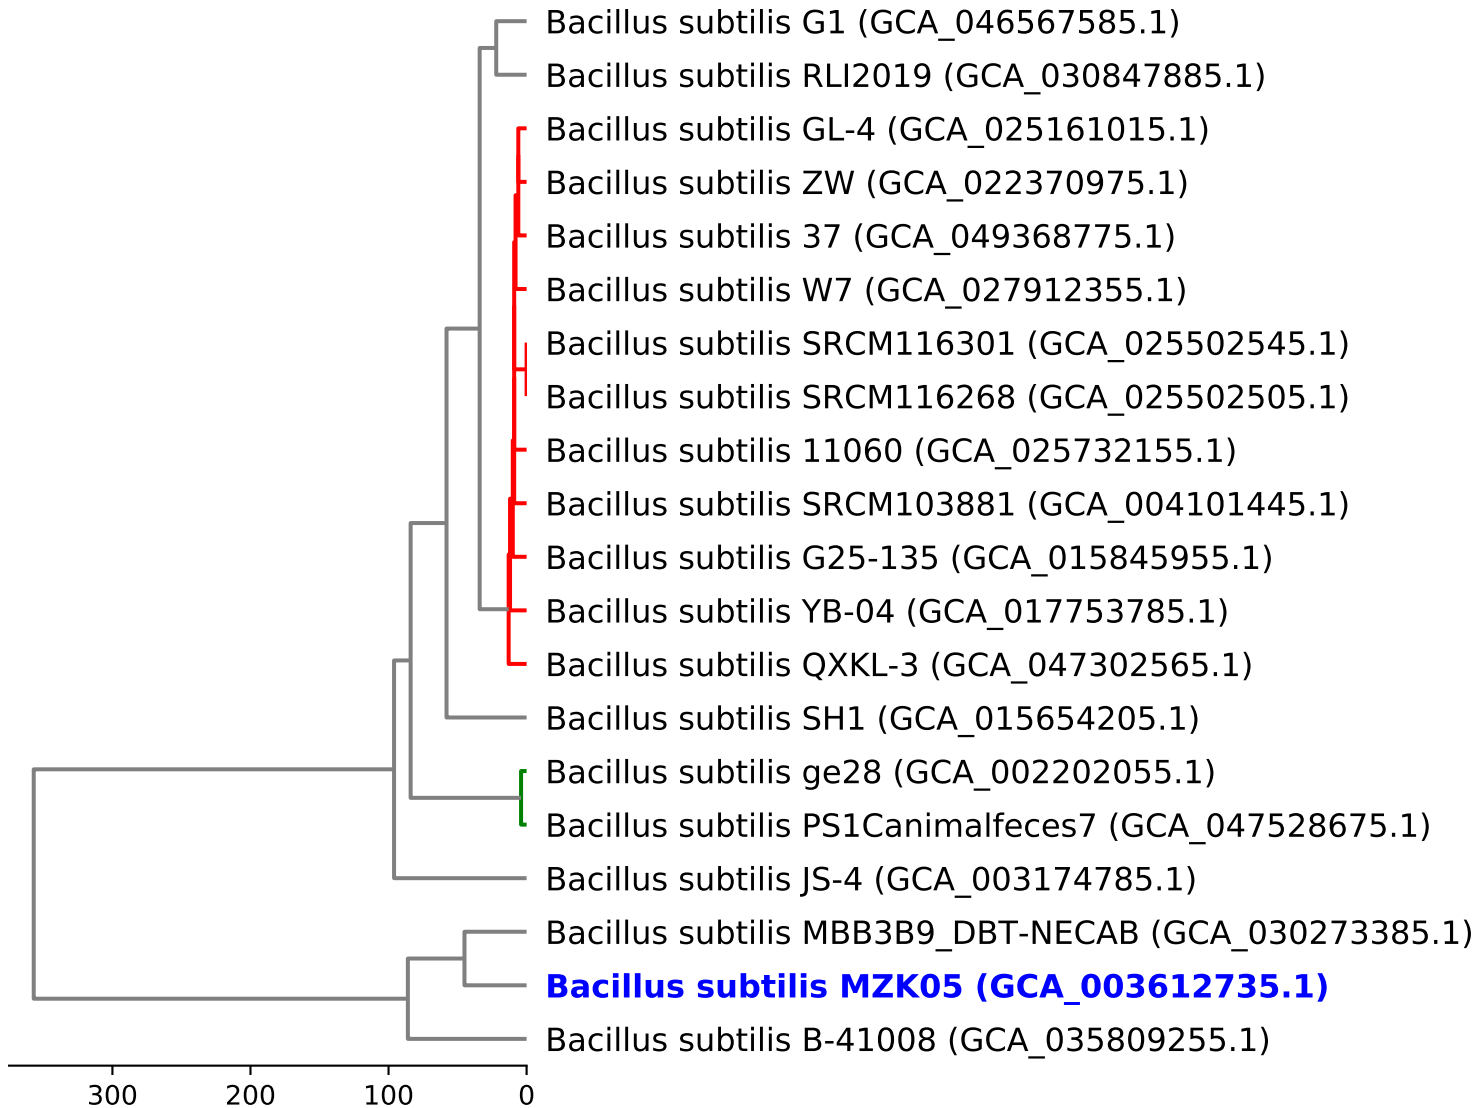 Bacillus subtilis G1 (GCA_046567585.1)
Bacillus subtilis RLI2019 (GCA_030847885.1)
Bacillus subtilis GL-4 (GCA_025161015.1)
Bacillus subtilis ZW (GCA_022370975.1)
Bacillus subtilis 37 (GCA_049368775.1)
Bacillus subtilis W7 (GCA_027912355.1)
Bacillus subtilis SRCM116301 (GCA_025502545.1)
Bacillus subtilis SRCM116268 (GCA_025502505.1)
Bacillus subtilis 11060 (GCA_025732155.1)
Bacillus subtilis SRCM103881 (GCA_004101445.1)
Bacillus subtilis G25-135 (GCA_015845955.1)
Bacillus subtilis YB-04 (GCA_017753785.1)
Bacillus subtilis QXKL-3 (GCA_047302565.1)
Bacillus subtilis SH1 (GCA_015654205.1)
Bacillus subtilis ge28 (GCA_002202055.1)
Bacillus subtilis PS1Canimalfeces7 (GCA_047528675.1)
Bacillus subtilis JS-4 (GCA_003174785.1)
Bacillus subtilis MBB3B9_DBT-NECAB (GCA_030273385.1)
Bacillus subtilis MZK05 (GCA_003612735.1)
Bacillus subtilis B-41008 (GCA_035809255.1)
300 200 100 0